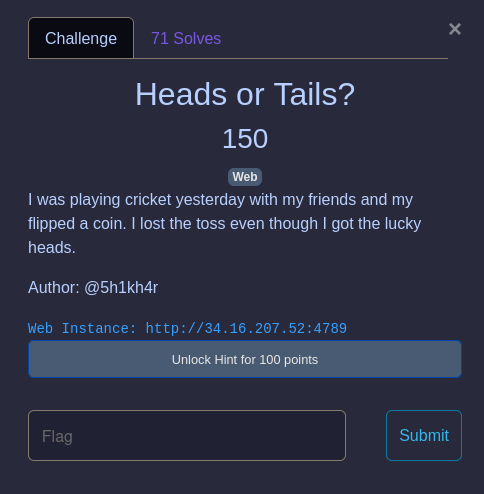 Challenge
71 Solves
×
Heads or Tails?
150
Web
I was playing cricket yesterday with my friends and my
flipped a coin. I lost the toss even though I got the lucky
heads.
Author: @5h1kh4r
Web Instance: http://34.16.207.52:4789
Unlock Hint for 100 points
Flag
Submit